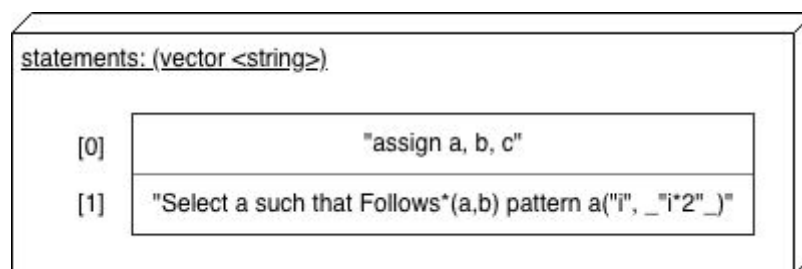 statements: (vector <string>)
[0] "assign a, b, c"
[1] "Select a such that Follows*(a,b) pattern a("i", _"i*2"_)"